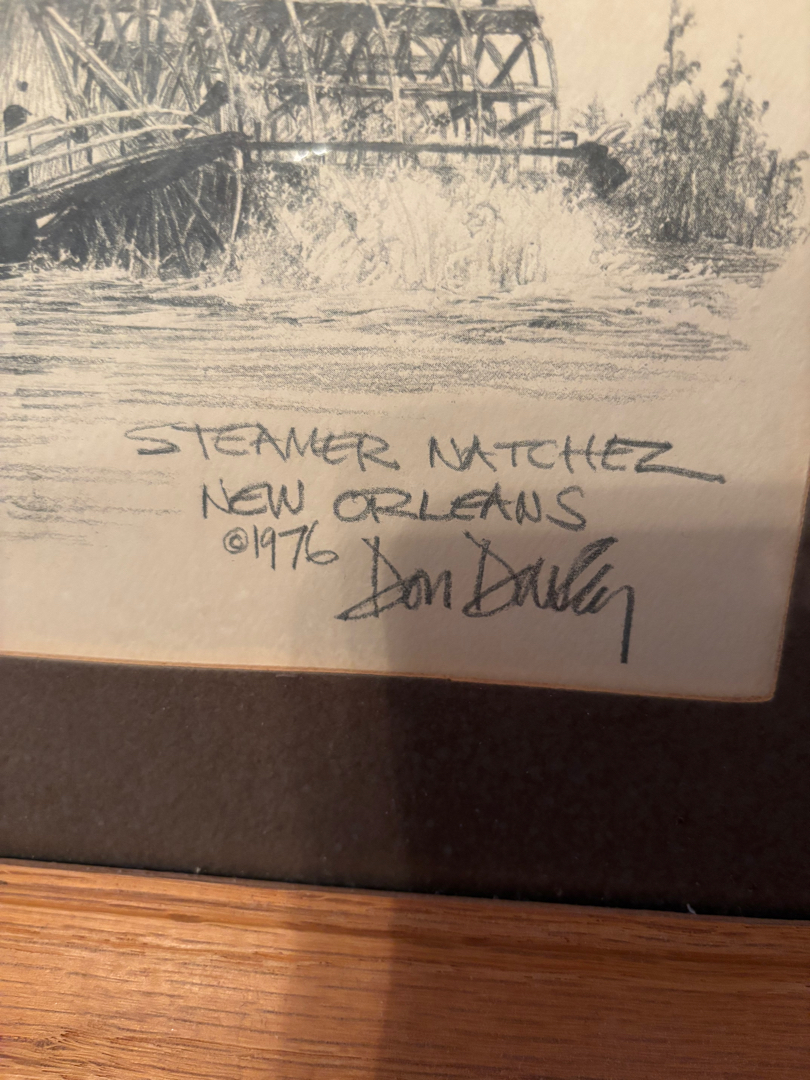 STEAMER NATCHEZ
NEW ORLEANS
©1976 Don Davey